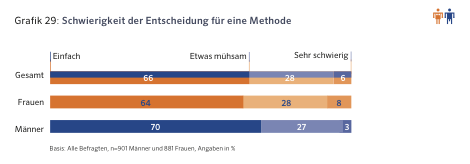 Grafik 29: Schwierigkeit der Entscheidung für eine Methode
Einfach Etwas mühsam Sehr schwierig
Gesamt 66 28 6
Frauen 64 28 8
Männer 70 27 3
Basis: Alle Befragten, n=901 Männer und 881 Frauen, Angaben in %